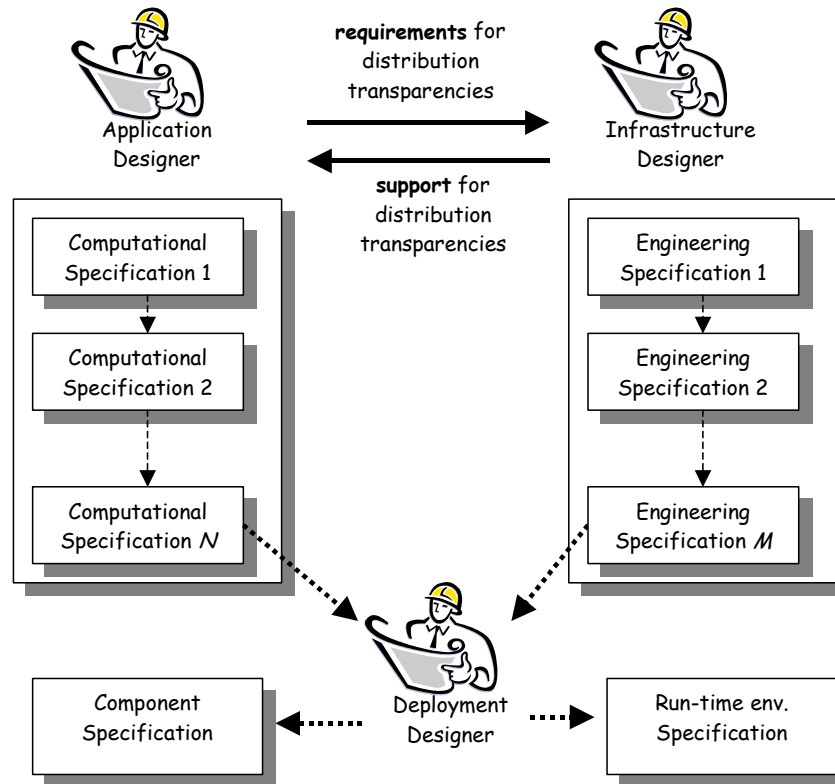 requirements for
distribution
transparencies
Application
Designer
Infrastructure
Designer
support for
distribution
transparencies
Computational
Specification 1
Computational
Specification 2
Computational
Specification N
Engineering
Specification 1
Engineering
Specification 2
Engineering
Specification M
Deployment
Designer
Component
Specification
Run-time env.
Specification